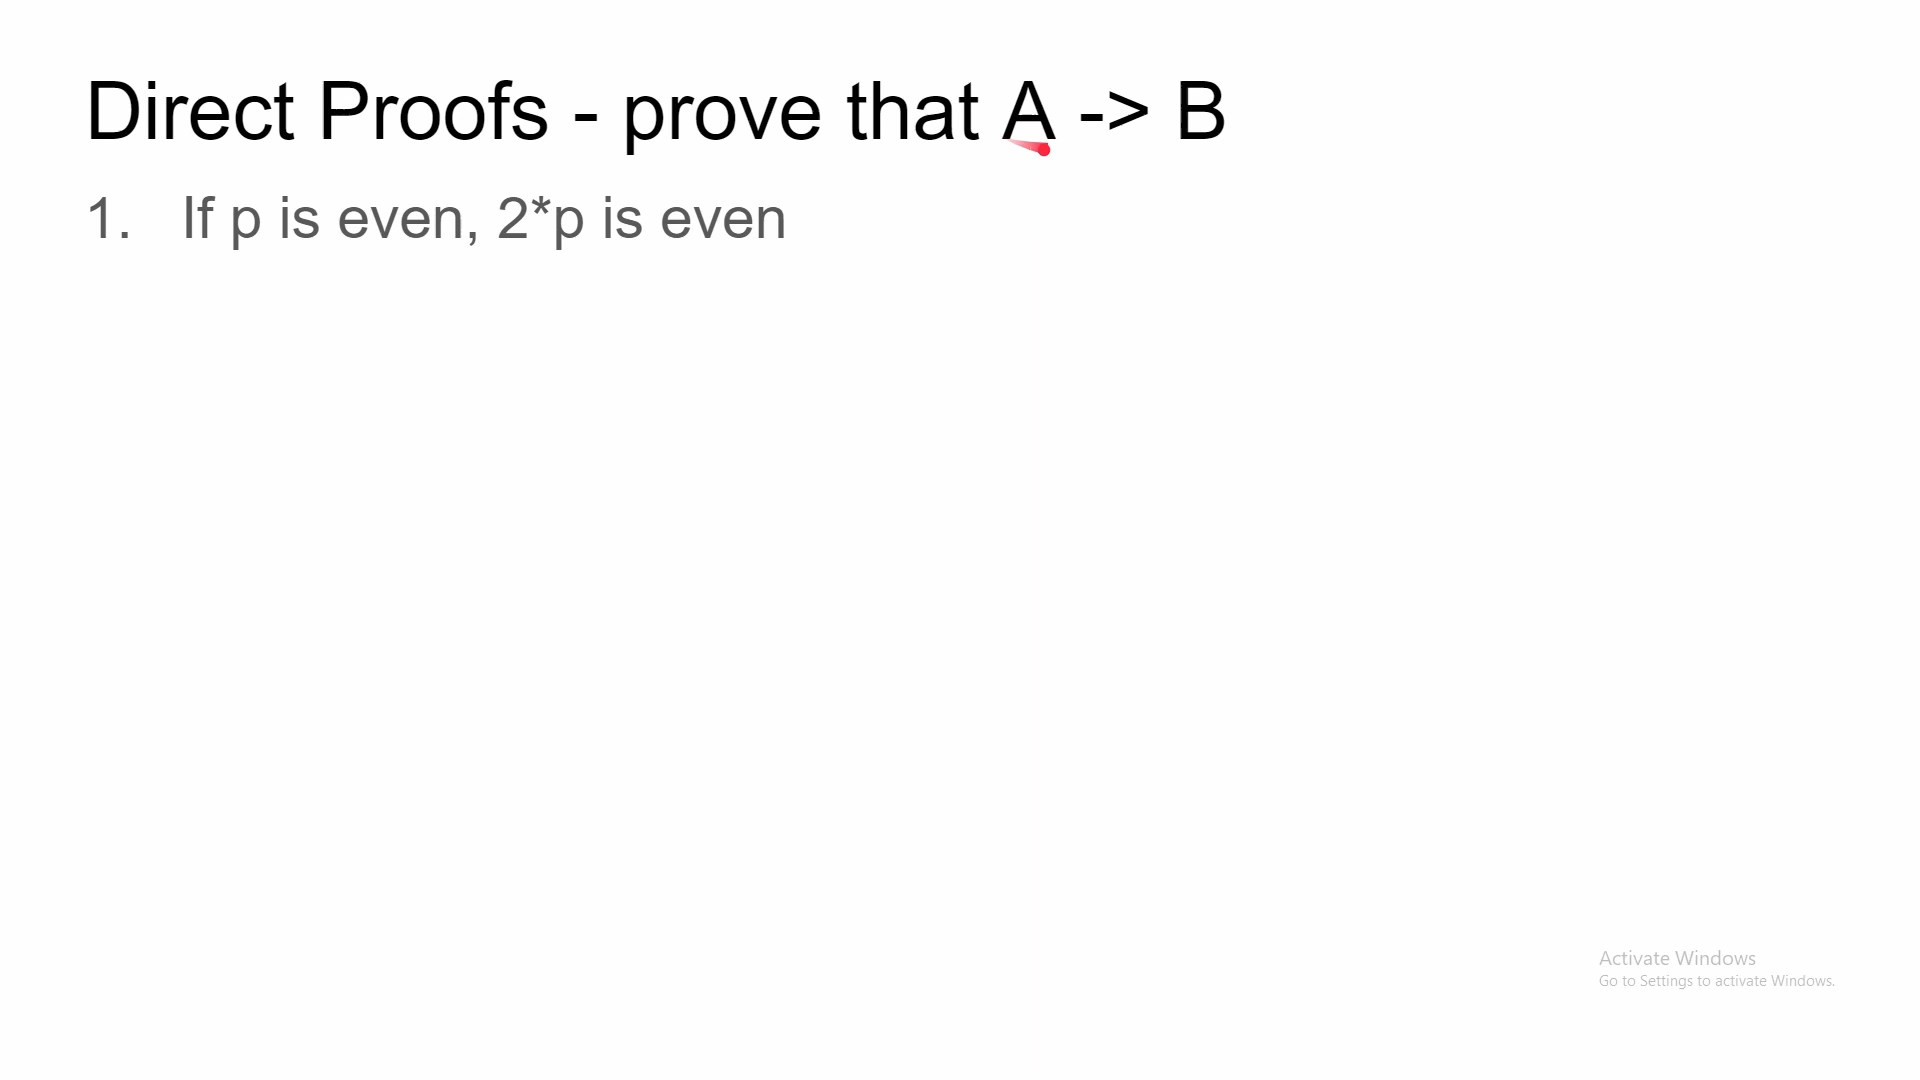 Direct Proofs - prove that A -> B
1. If p is even, 2*p is even
Activate Windows
Go to Settings to activate Windows.